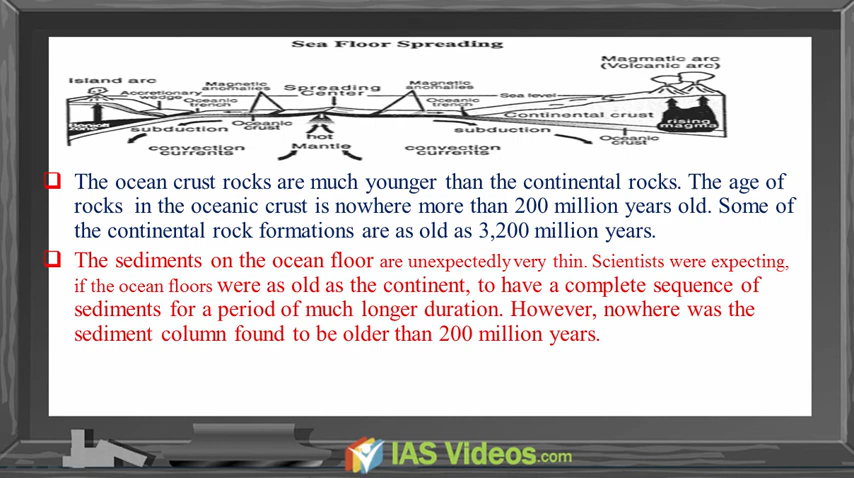 Sea Floor Spreading
Magmatic arc
(Volcanic arc)
Island arc
Magnetic
anomalies
Spreading
Center
Magnetic
anomalies
Accretionary
wedge
Oceanic
trench
Oceanic
trench
Sea level
Continental crust
rising
magma
subduction
Oceanic
crust
hot
Mantle
subduction
Oceanic
crust
convection
currents
convection
currents
The ocean crust rocks are much younger than the continental rocks. The age of
rocks in the oceanic crust is nowhere more than 200 million years old. Some of
the continental rock formations are as old as 3,200 million years.
The sediments on the ocean floor are unexpectedly very thin. Scientists were expecting,
if the ocean floors were as old as the continent, to have a complete sequence of
sediments for a period of much longer duration. However, nowhere was the
sediment column found to be older than 200 million years.
IAS Videos.com